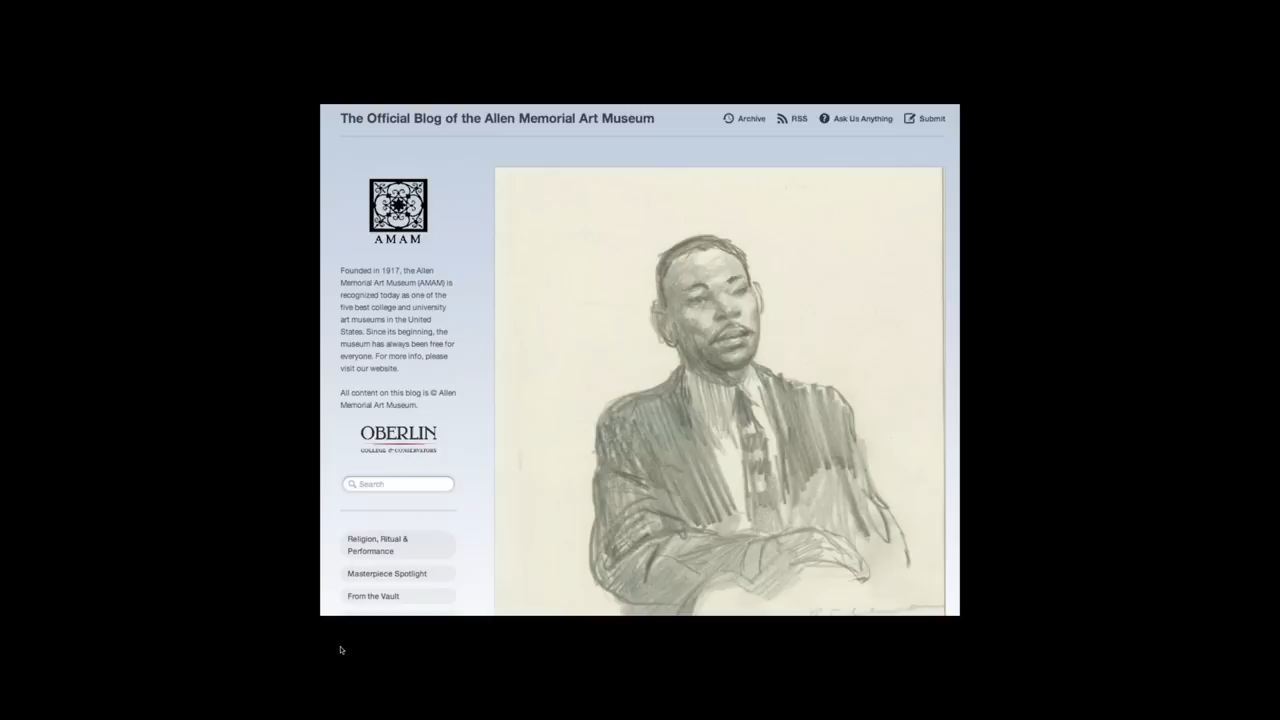 The Official Blog of the Allen Memorial Art Museum
Archive
RSS
Ask Us Anything
Submit
AMAM
Founded in 1917, the Allen
Memorial Art Museum (AMAM) is
recognized today as one of the
five best college and university
art museums in the United
States. Since its beginning, the
museum has always been free for
everyone. For more info, please
visit our website.
All content on this blog is © Allen
Memorial Art Museum.
OBERLIN
COLLEGE & CONSERVATORY
Search
Religion, Ritual &
Performance
Masterpiece Spotlight
From the Vault